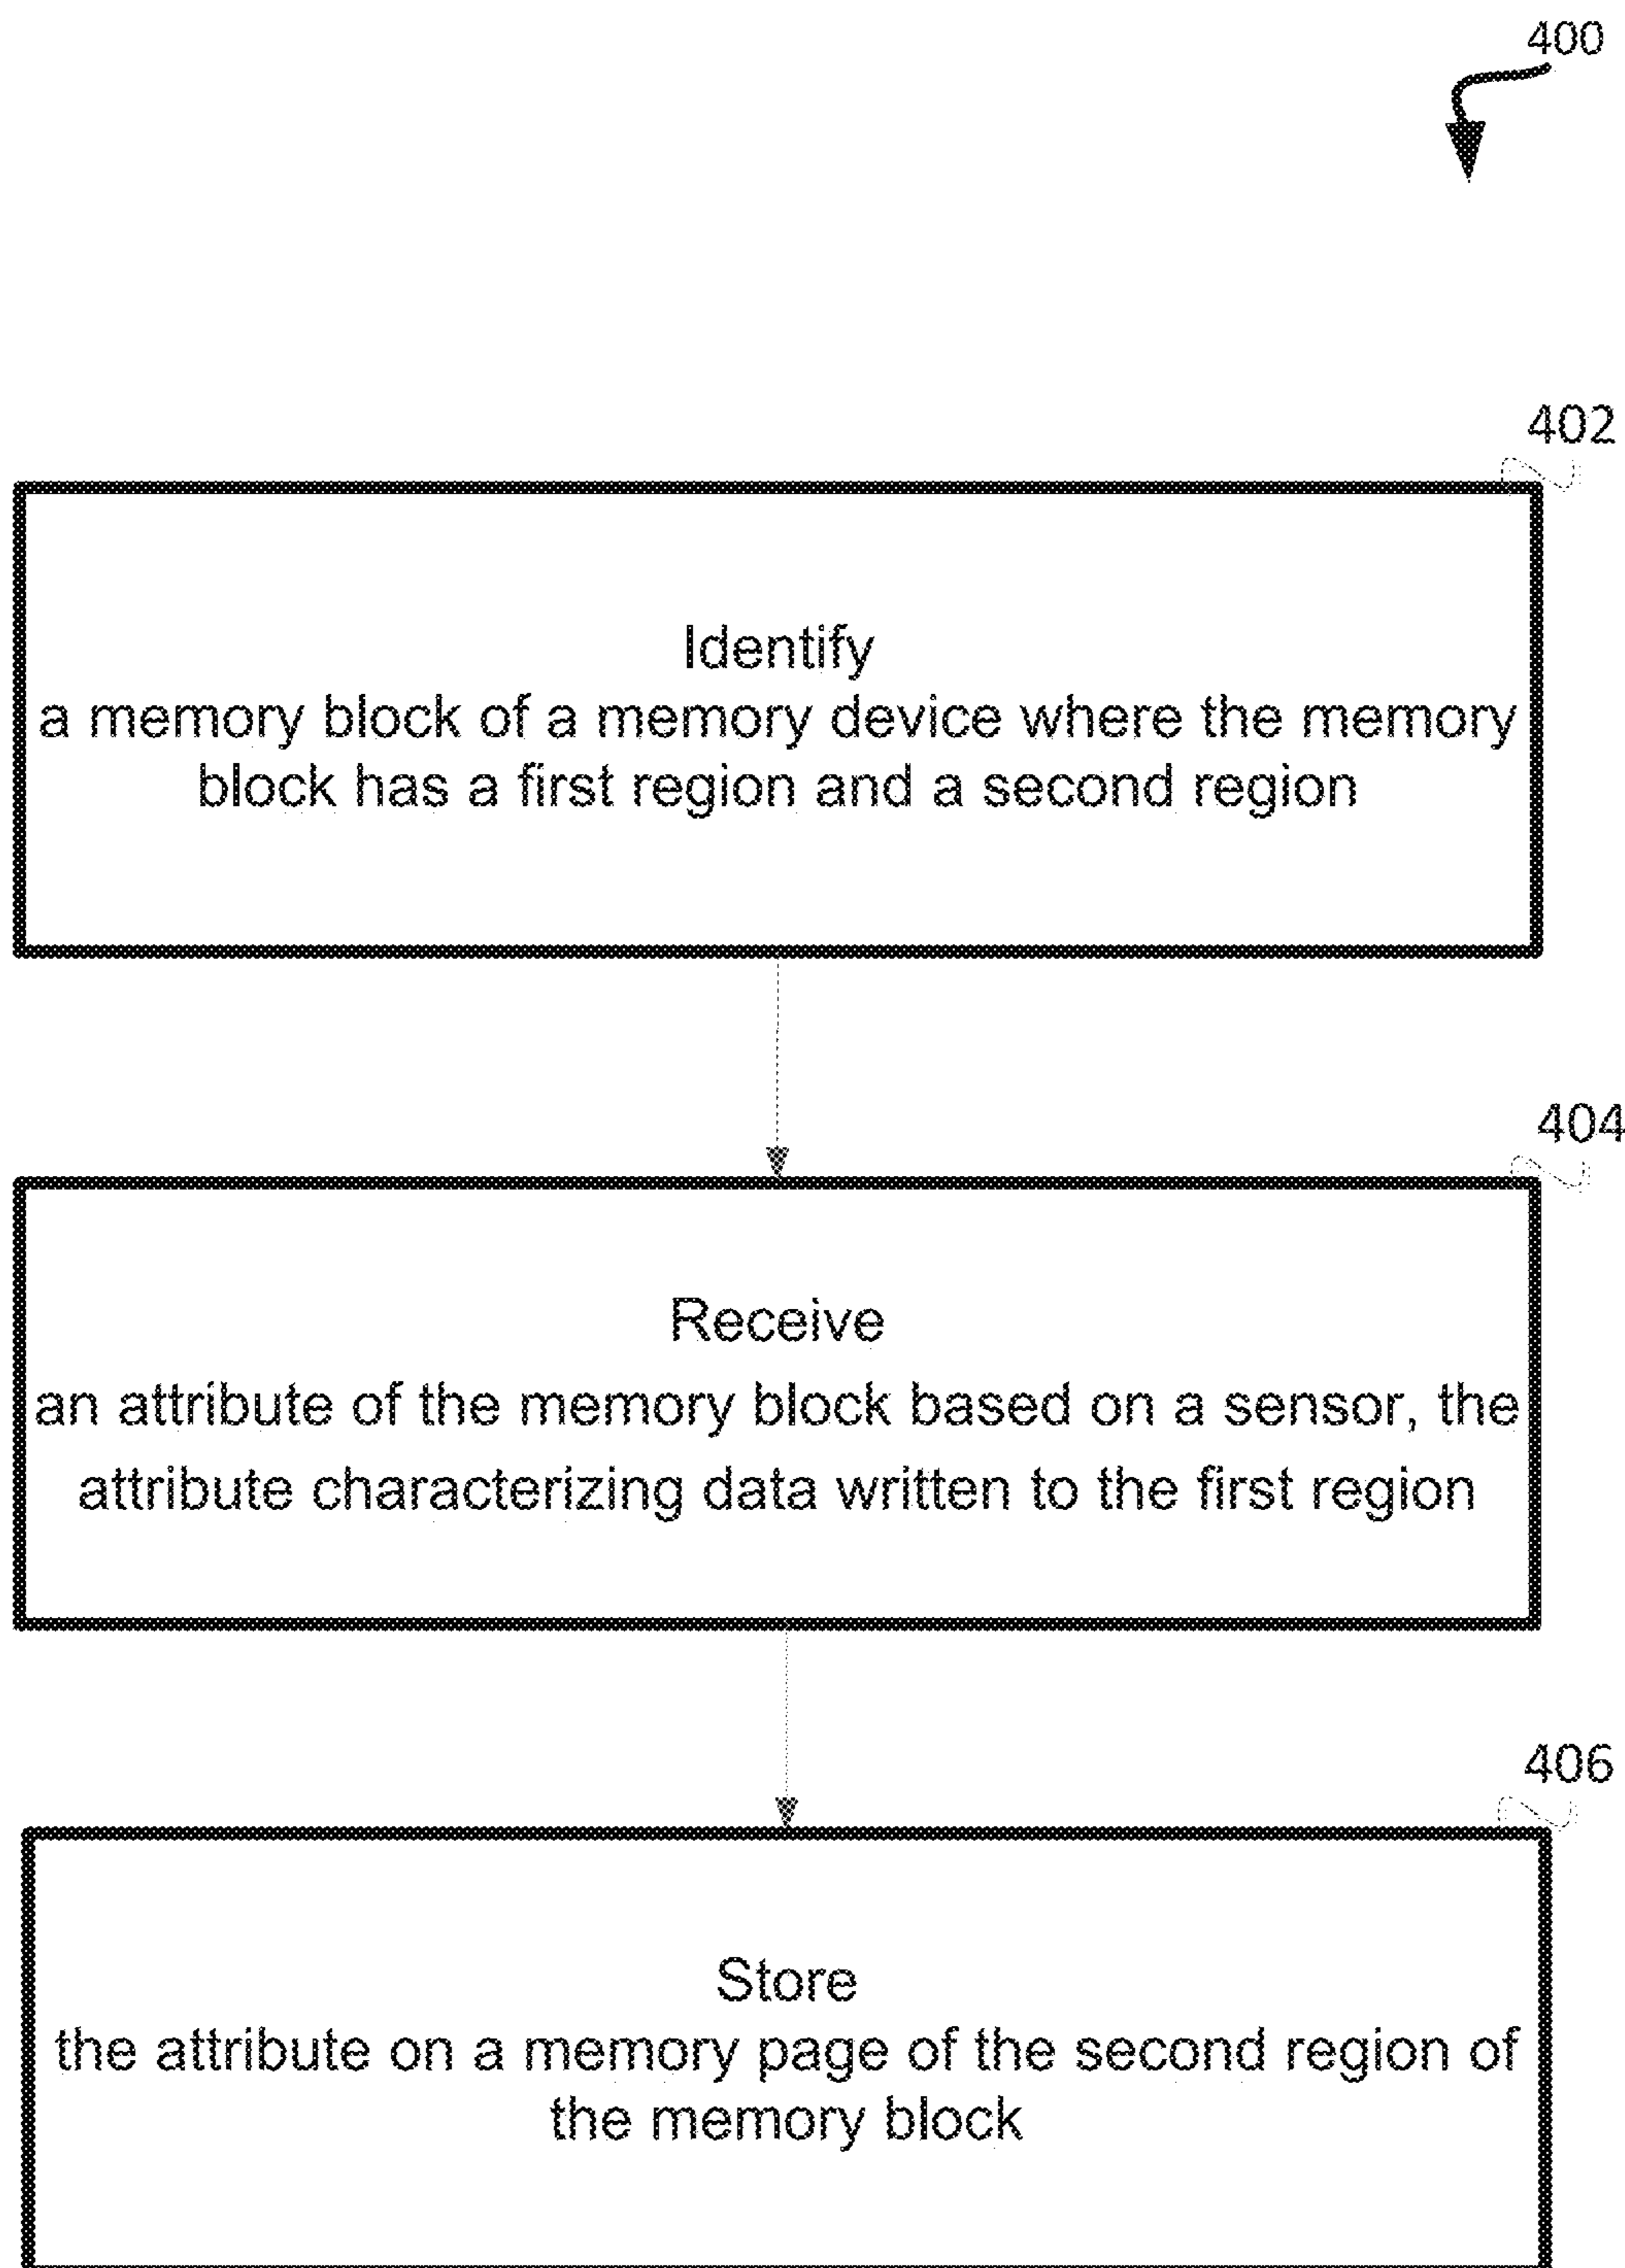 400
402
Identify
a memory block of a memory device where the memory
block has a first region and a second region
404
Receive
an attribute of the memory block based on a sensor, the
attribute characterizing data written to the first region
406
Store
the attribute on a memory page of the second region of
the memory block